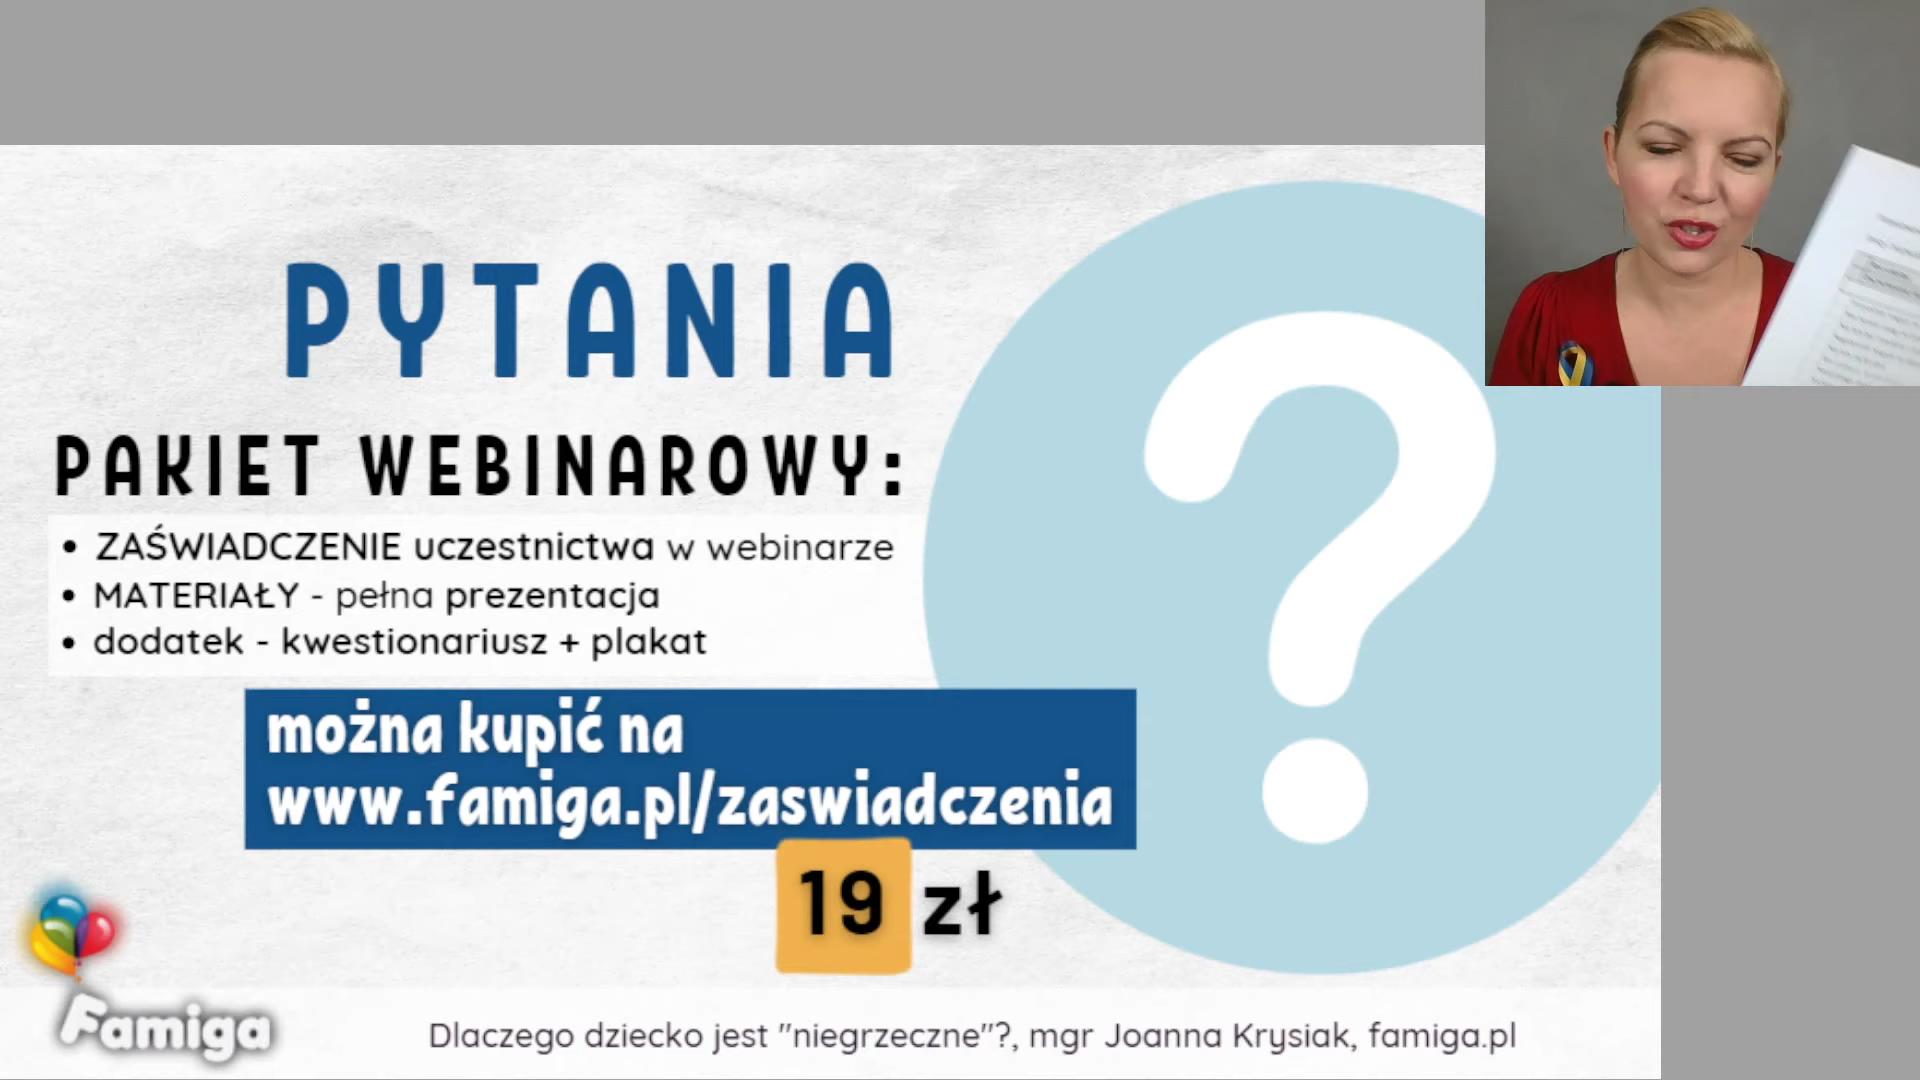 PYTANIA
PAKIET WEBINAROWY:
• ZAŚWIADCZENIE uczestnictwa w webinarze
• MATERIAŁY - pełna prezentacja
• dodatek - kwestionariusz + plakat
można kupić na
www.famiga.pl/zaswiadczenia
19 zł
Famiga
Dlaczego dziecko jest "niegrzeczne"?, mgr Joanna Krysiak, famiga.pl